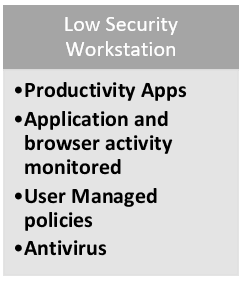 Low Security
Workstation
•Productivity Apps
•Application and
browser activity
monitored
•User Managed
policies
•Antivirus